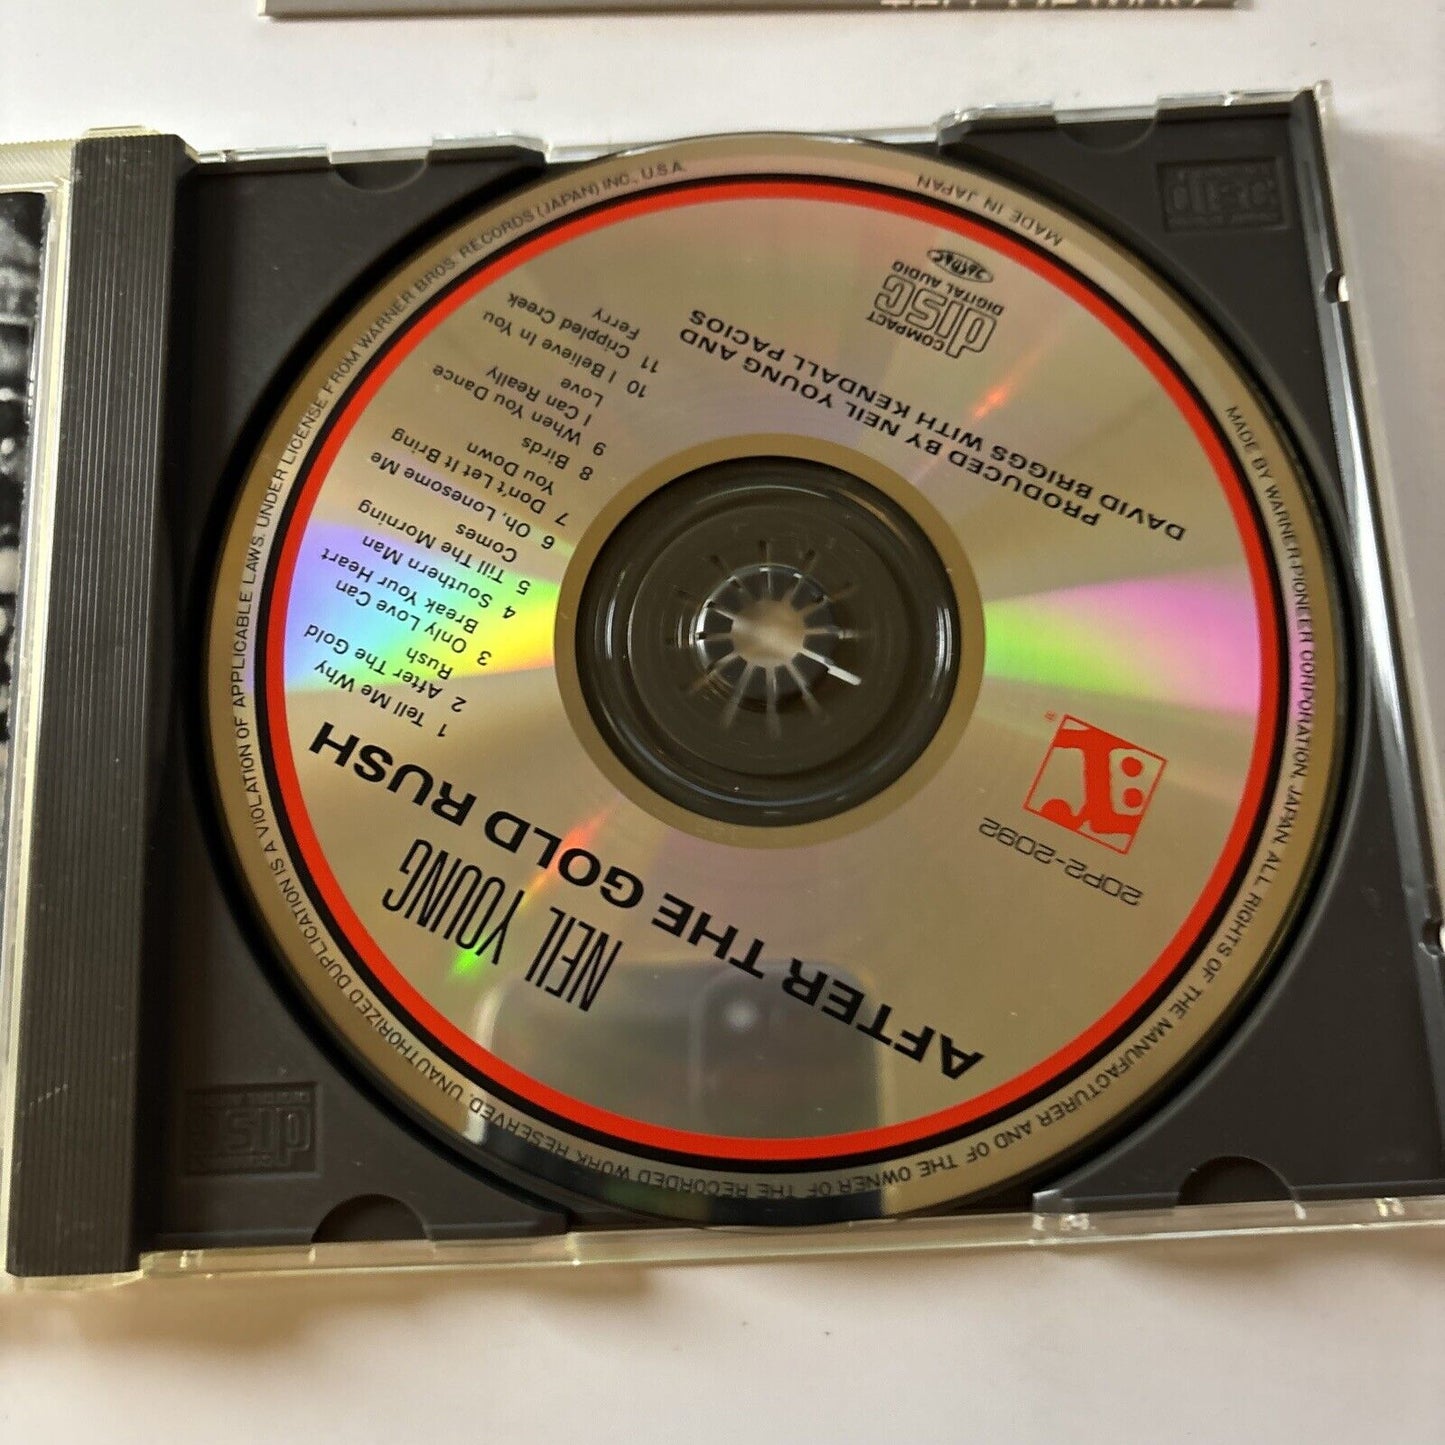 NEIL YOUNG
AFTER THE GOLD RUSH
20P2-2092
R
1 Tell Me Why
2 After The Gold
Rush
3 Only Love Can
Break Your Heart
4 Southern Man
5 Till The Morning
Comes
6 Oh, Lonesome Me
7 Don't Let It Bring
You Down
8 Birds
9 When You Dance
I Can Really
Love
10 I Believe In You
11 Crippled Creek
Ferry
PRODUCED BY NEIL YOUNG AND
DAVID BRIGGS WITH KENDALL PACIOS
COMPACT
disc
DIGITAL AUDIO
MADE BY WARNER-PIONEER CORPORATION, JAPAN. ALL RIGHTS OF THE MANUFACTURER AND OF THE OWNER OF THE RECORDED WORK RESERVED. UNAUTHORIZED DUPLICATION IS A VIOLATION OF APPLICABLE LAWS. UNDER LICENSE FROM WARNER BROS. RECORDS (JAPAN) INC., U.S.A.
MADE IN JAPAN
disc